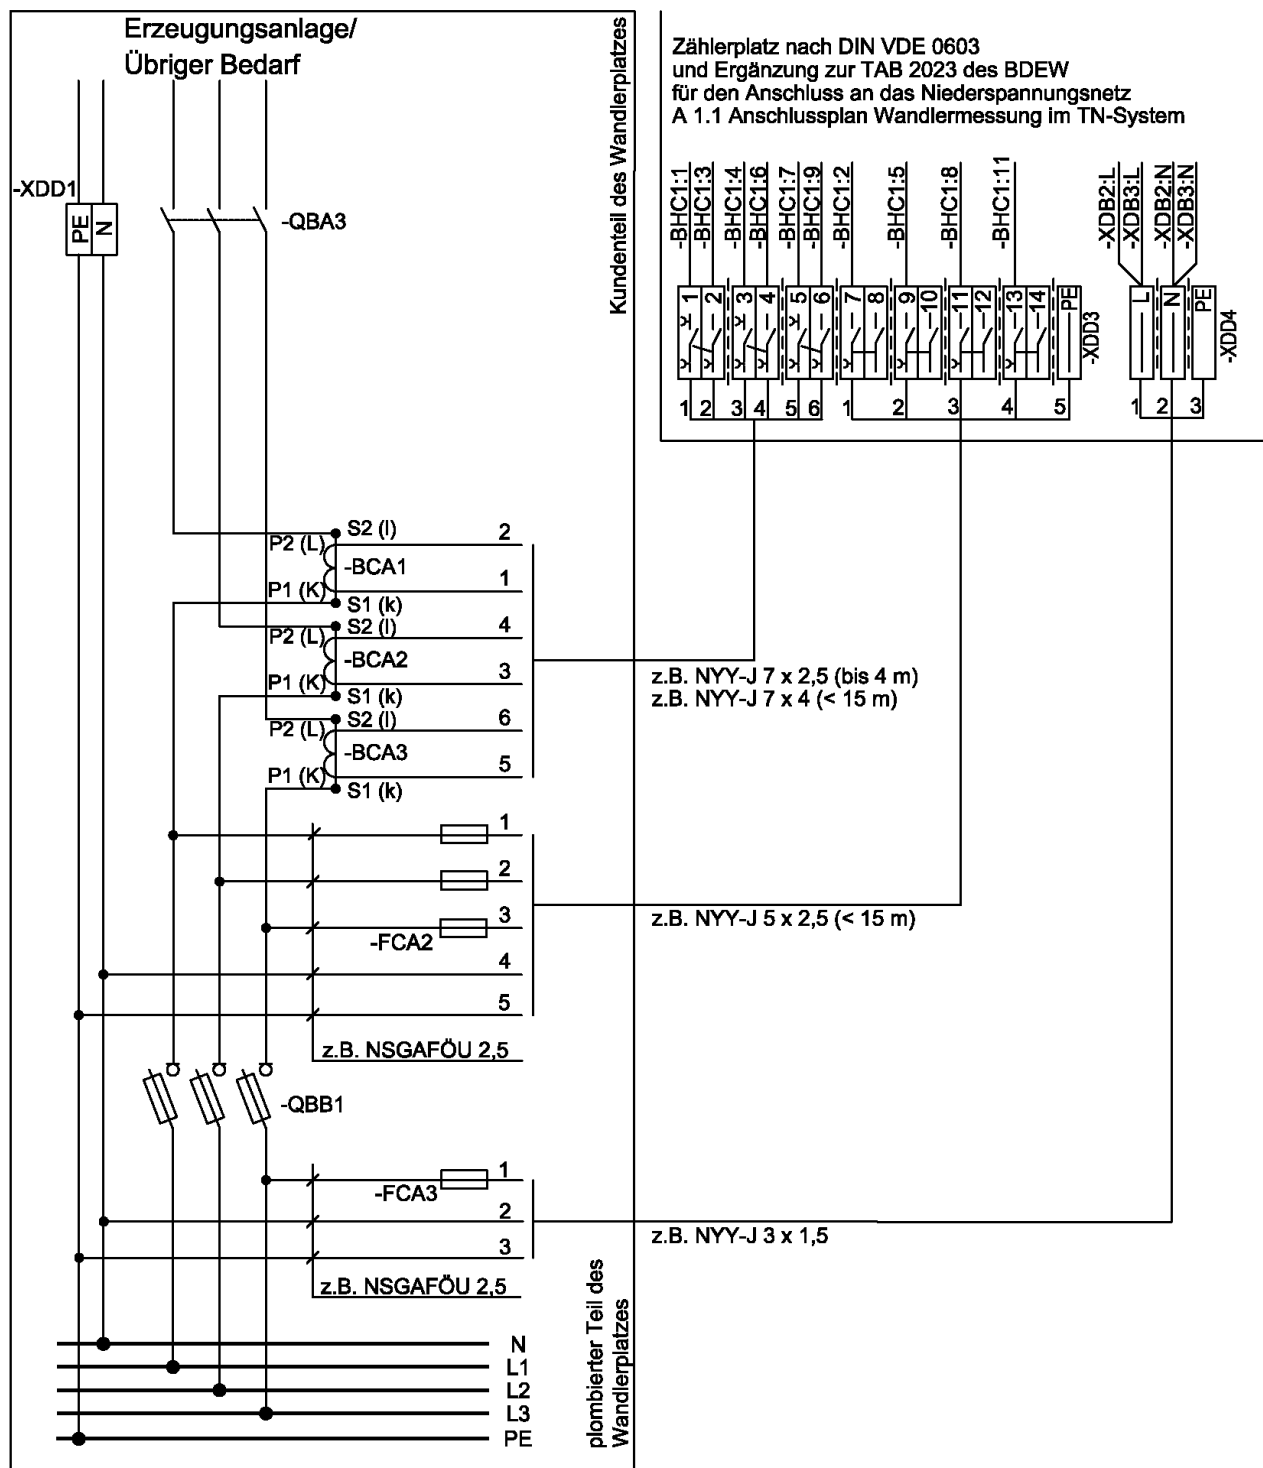 Erzeugungsanlage/
Übriger Bedarf
Kundenteil des Wandlerplatzes
Zählerplatz nach DIN VDE 0603
und Ergänzung zur TAB 2023 des BDEW
für den Anschluss an das Niederspannungsnetz
A 1.1 Anschlussplan Wandlermessung im TN-System
-XDD1
PE
N
-QBA3
-BHC1:1
-BHC1:3
-BHC1:4
-BHC1:6
-BHC1:7
-BHC1:9
-BHC1:2
-BHC1:5
-BHC1:8
-BHC1:11
-XDB2:L
-XDB3:L
-XDB2:N
-XDB3:N
1 2 3 4 5 6 7 8 9 10 11 12 13 14 PE
-XDD3
L N PE
-XDD4
1 2 3 4 5 6 1 2 3 4 5
1 2 3
S2 (l) 2
P2 (L)
-BCA1
P1 (K) 1
S1 (k)
S2 (l) 4
P2 (L)
-BCA2
P1 (K) 3
S1 (k)
S2 (l) 6
P2 (L)
-BCA3
P1 (K) 5
S1 (k)
z.B. NYY-J 7 x 2,5 (bis 4 m)
z.B. NYY-J 7 x 4 (< 15 m)
1
2
3
-FCA2
4
5
z.B. NYY-J 5 x 2,5 (< 15 m)
z.B. NSGAFÖU 2,5
-QBB1
1
-FCA3
2
3
z.B. NYY-J 3 x 1,5
z.B. NSGAFÖU 2,5
plombierter Teil des
Wandlerplatzes
N
L1
L2
L3
PE